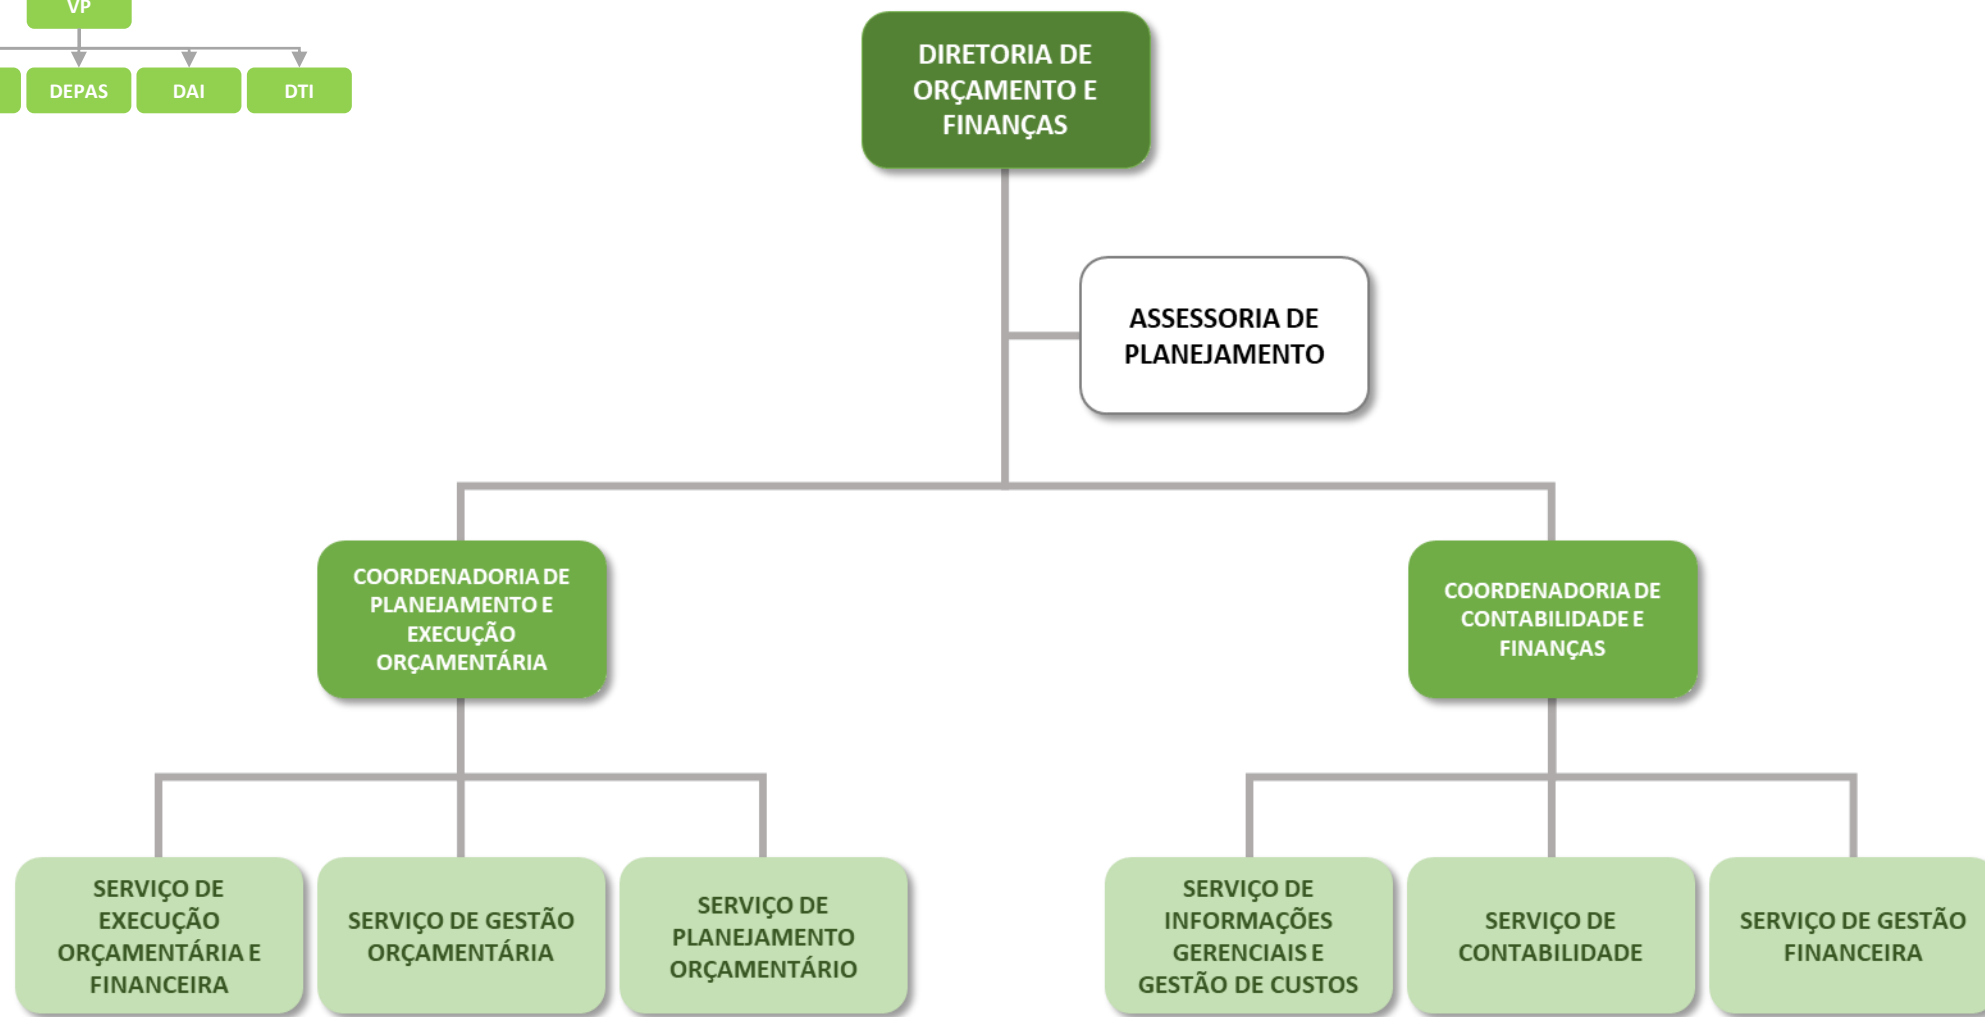 VP
DEPAS
DAI
DTI
DIRETORIA DE
ORÇAMENTO E
FINANÇAS
ASSESSORIA DE
PLANEJAMENTO
COORDENADORIA DE
PLANEJAMENTO E
EXECUÇÃO
ORÇAMENTÁRIA
COORDENADORIA DE
CONTABILIDADE E
FINANÇAS
SERVIÇO DE
EXECUÇÃO
ORÇAMENTÁRIA E
FINANCEIRA
SERVIÇO DE GESTÃO
ORÇAMENTÁRIA
SERVIÇO DE
PLANEJAMENTO
ORÇAMENTÁRIO
SERVIÇO DE
INFORMAÇÕES
GERENCIAIS E
GESTÃO DE CUSTOS
SERVIÇO DE
CONTABILIDADE
SERVIÇO DE GESTÃO
FINANCEIRA